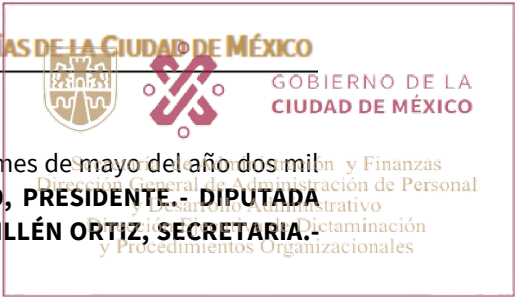 AS DE LA CIUDAD DE MÉXICO
GOBIERNO DE LA
CIUDAD DE MÉXICO
mes de mayo del año dos mil
Secretaría de Administración y Finanzas
Dirección General de Administración de Personal
O, PRESIDENTE.- DIPUTADA
y Desarrollo Administrativo
Dirección Ejecutiva de Dictaminación
ILLÉN ORTIZ, SECRETARIA.-
y Procedimientos Organizacionales